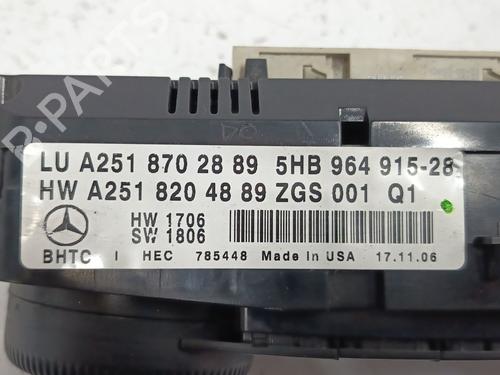 LU A251 870 28 89 5HB 964 915-28
HW A251 820 48 89 ZGS 001 Q1
HW 1706
SW 1806
BHTC I HEC 785448 Made in USA 17.11.06